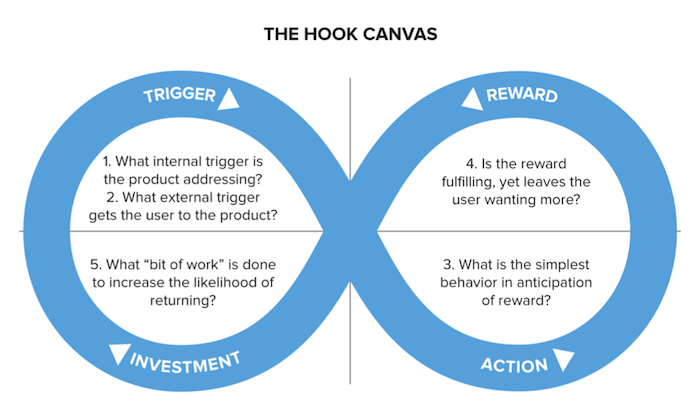 THE HOOK CANVAS
TRIGGER
1. What internal trigger is
the product addressing?
2. What external trigger
gets the user to the product?
REWARD
4. Is the reward
fulfilling, yet leaves the
user wanting more?
5. What “bit of work” is done
to increase the likelihood of
returning?
INVESTMENT
3. What is the simplest
behavior in anticipation
of reward?
ACTION